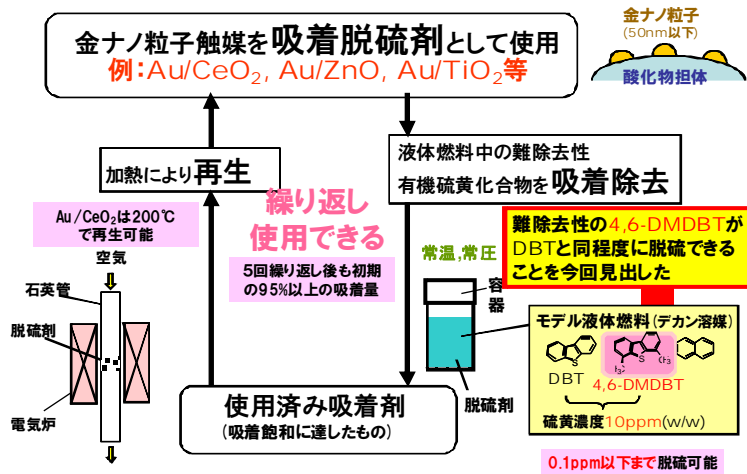 金ナノ粒子触媒を吸着脱硫剤として使用
例：Au/CeO₂, Au/ZnO, Au/TiO₂等
金ナノ粒子
(50nm以下)
酸化物担体
加熱により再生
液体燃料中の難除去性
有機硫黄化合物を吸着除去
繰り返し
使用できる
5回繰り返し後も初期
の95%以上の吸着量
Au/CeO₂は200℃
で再生可能
空気
石英管
脱硫剤
電気炉
常温,常圧
容器
脱硫剤
難除去性の4,6-DMDBTが
DBTと同程度に脱硫できる
ことを今回見出した
モデル液体燃料(デカン溶媒)
S
S
DBT
4,6-DMDBT
硫黄濃度10ppm(w/w)
0.1ppm以下まで脱硫可能
使用済み吸着剤
(吸着飽和に達したもの)